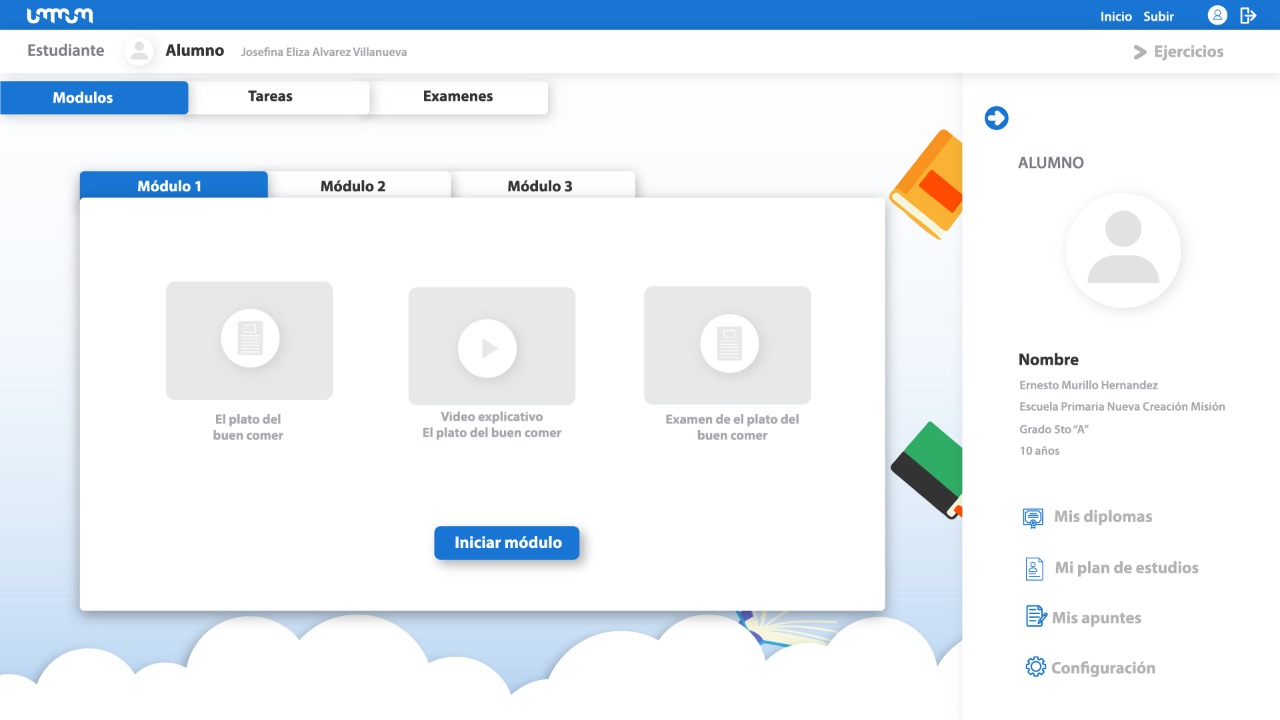 Inicio Subir
Estudiante Alumno Josefina Eliza Alvarez Villanueva
> Ejercicios
Modulos Tareas Examenes
Módulo 1 Módulo 2 Módulo 3
El plato del
buen comer
Video explicativo
El plato del buen comer
Examen de el plato del
buen comer
Iniciar módulo
ALUMNO
Nombre
Ernesto Murillo Hernandez
Escuela Primaria Nueva Creación Misión
Grado 5to "A"
10 años
Mis diplomas
Mi plan de estudios
Mis apuntes
Configuración